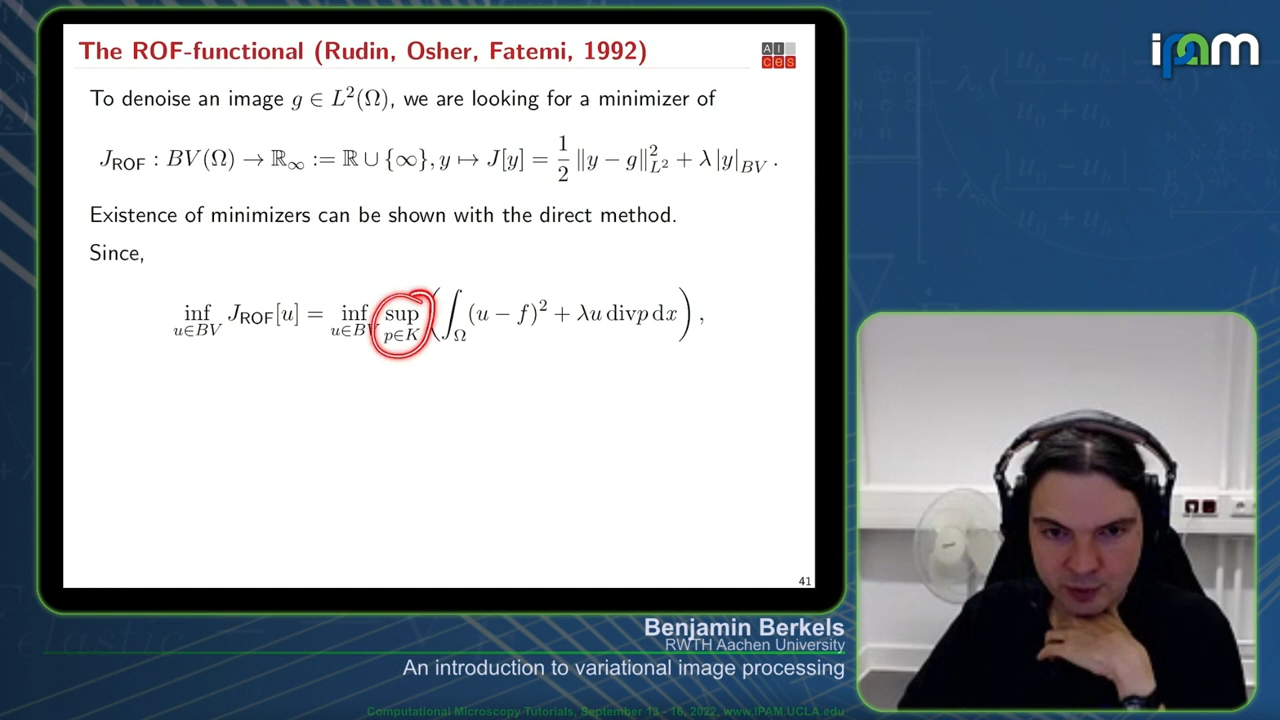 The ROF-functional (Rudin, Osher, Fatemi, 1992)
AI
ces
To denoise an image g ∈ L²(Ω), we are looking for a minimizer of
J_ROF : BV(Ω) → ℝ_∞ := ℝ ∪ {∞}, y ↦ J[y] = 1/2 ‖y − g‖²_{L²} + λ |y|_{BV} .
Existence of minimizers can be shown with the direct method.
Since,
inf_{u∈BV} J_ROF[u] = inf_{u∈BV} sup_{p∈K} ( ∫_Ω (u − f)² + λu divp dx ) ,
41
ipam
Benjamin Berkels
RWTH Aachen University
An introduction to variational image processing
Computational Microscopy Tutorials, September 13 - 16, 2022, www.IPAM.UCLA.edu